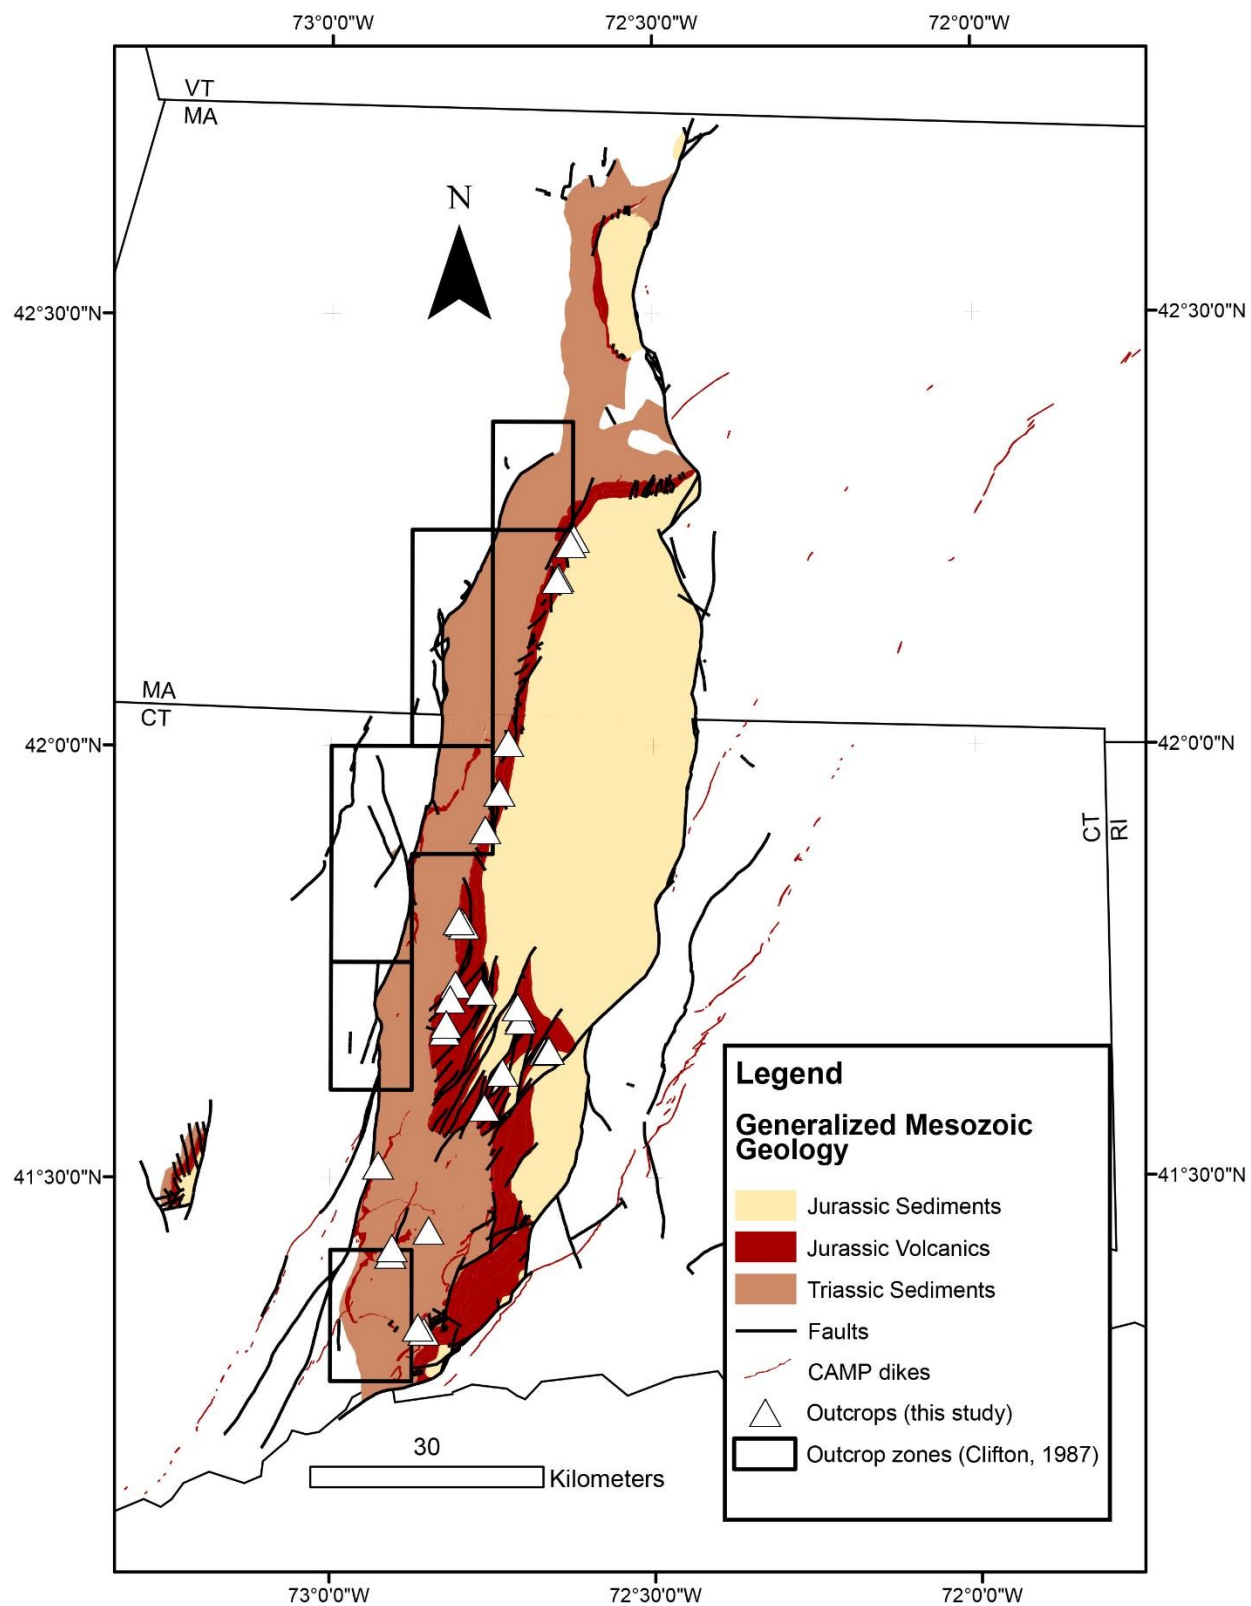 73°0'0"W 72°30'0"W 72°0'0"W
VT
MA
N
42°30'0"N 42°30'0"N
MA
CT
42°0'0"N 42°0'0"N
CT
RI
41°30'0"N 41°30'0"N
Legend
Generalized Mesozoic
Geology
Jurassic Sediments
Jurassic Volcanics
Triassic Sediments
Faults
CAMP dikes
Outcrops (this study)
Outcrop zones (Clifton, 1987)
30
Kilometers
73°0'0"W 72°30'0"W 72°0'0"W